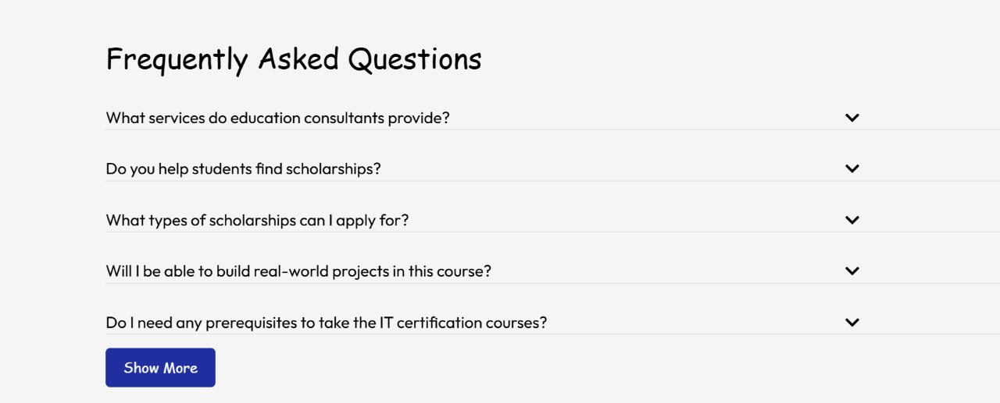 Frequently Asked Questions
What services do education consultants provide?
Do you help students find scholarships?
What types of scholarships can I apply for?
Will I be able to build real-world projects in this course?
Do I need any prerequisites to take the IT certification courses?
Show More